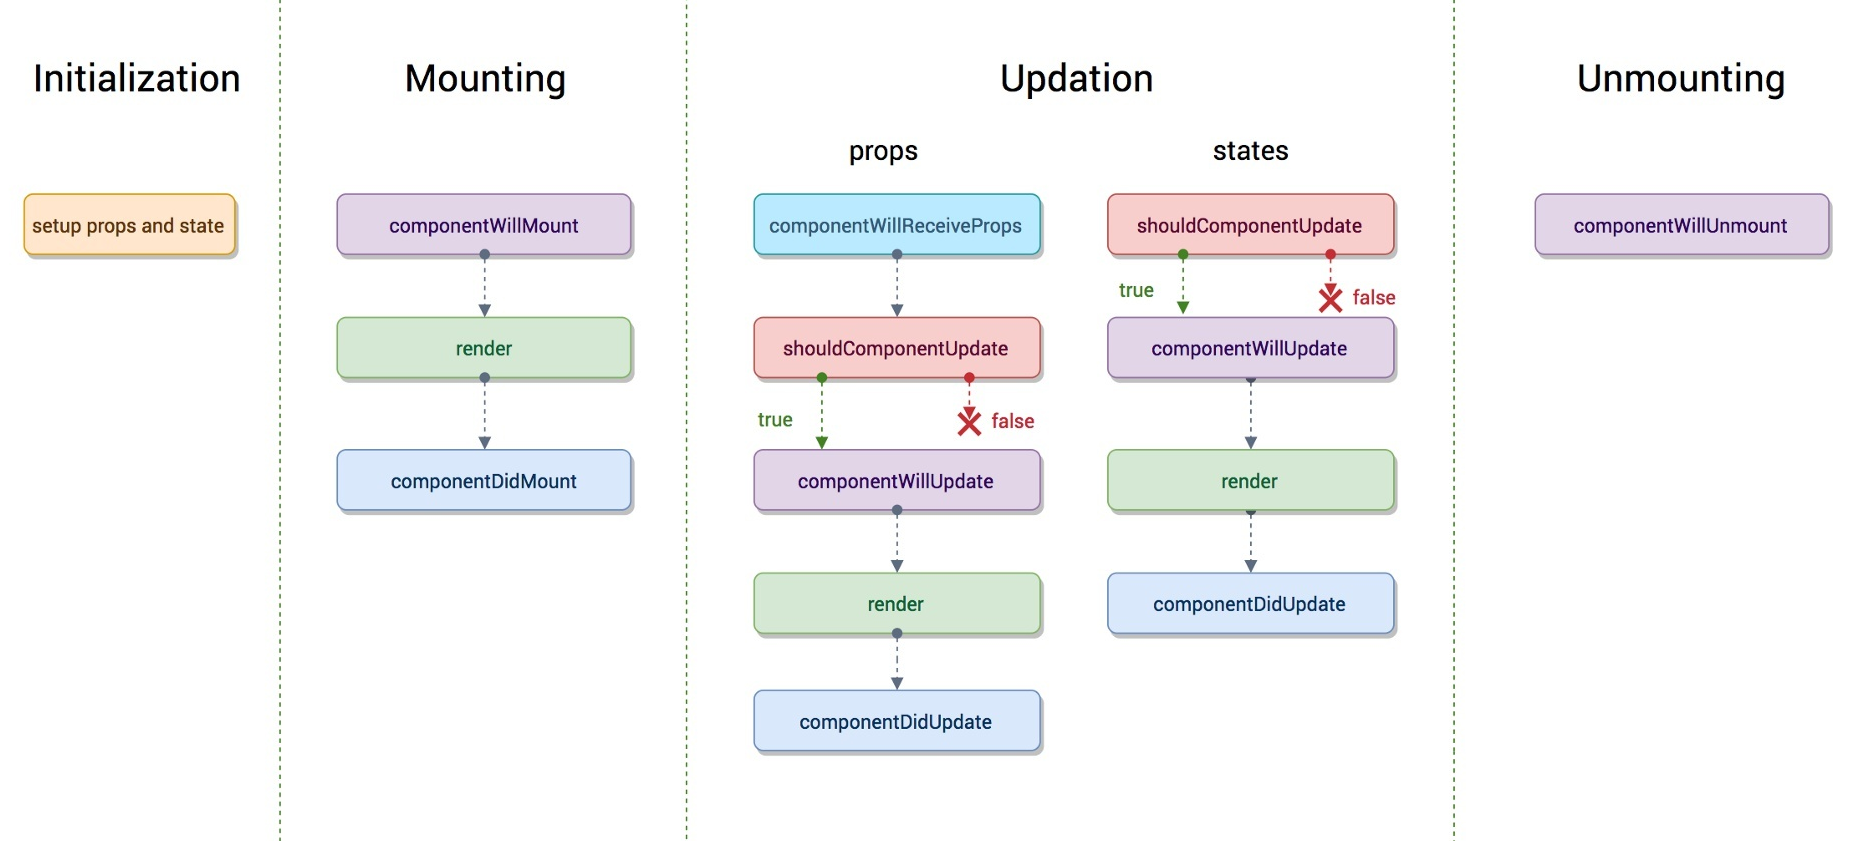 Initialization
setup props and state
Mounting
componentWillMount
render
componentDidMount
Updation
props
componentWillReceiveProps
shouldComponentUpdate
true
false
componentWillUpdate
render
componentDidUpdate
states
shouldComponentUpdate
true
false
componentWillUpdate
render
componentDidUpdate
Unmounting
componentWillUnmount